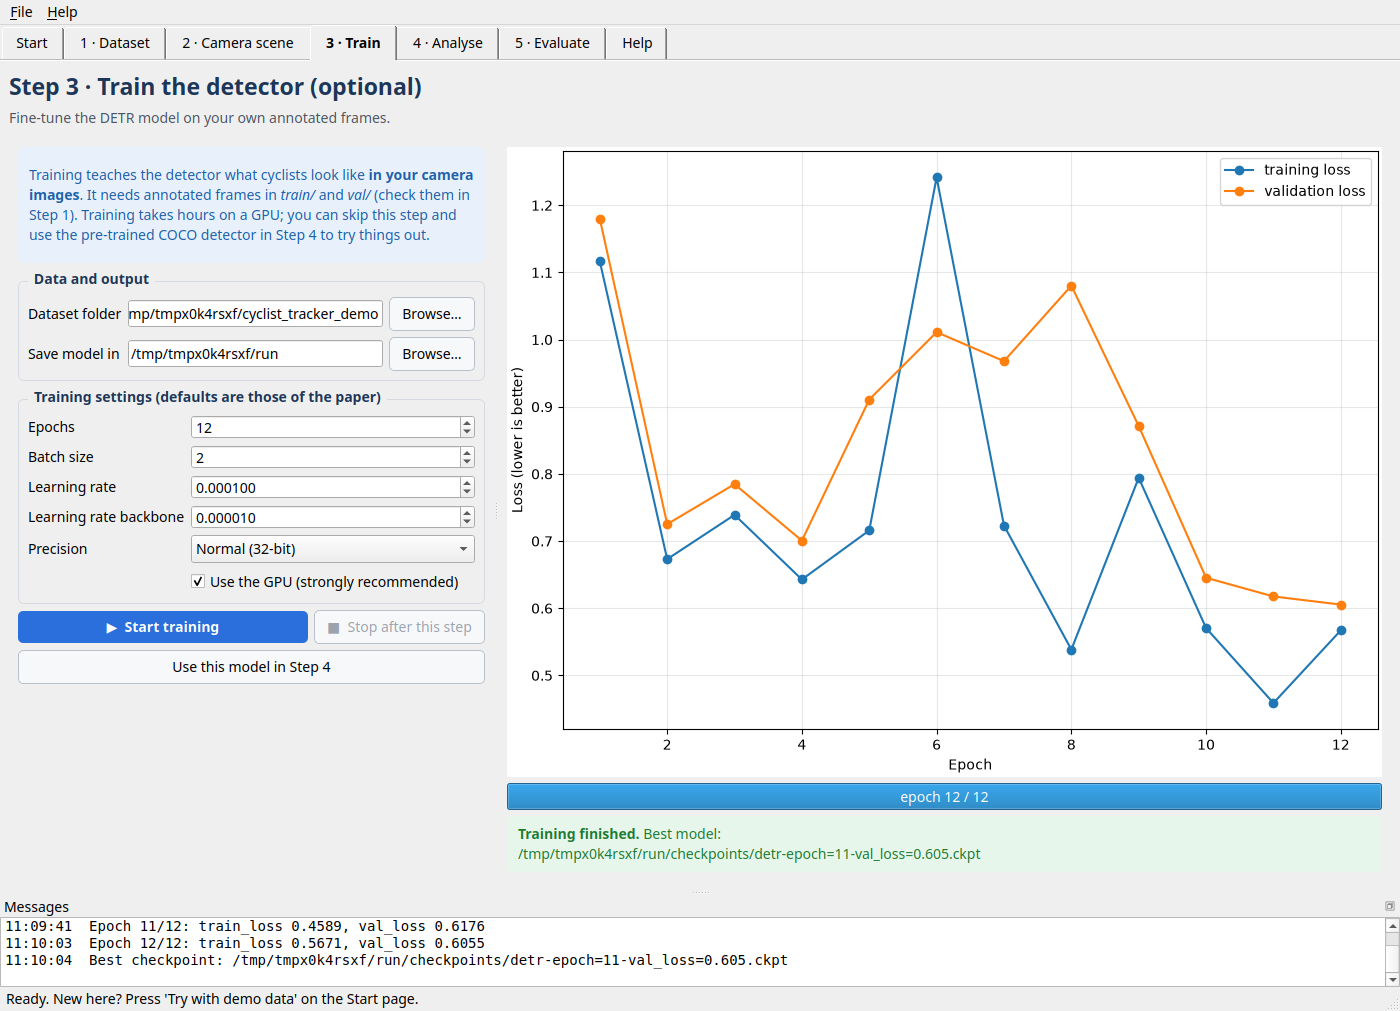 File Help
Start 1 · Dataset 2 · Camera scene 3 · Train 4 · Analyse 5 · Evaluate Help
Step 3 · Train the detector (optional)
Fine-tune the DETR model on your own annotated frames.
Training teaches the detector what cyclists look like in your camera
images. It needs annotated frames in train/ and val/ (check them in
Step 1). Training takes hours on a GPU; you can skip this step and
use the pre-trained COCO detector in Step 4 to try things out.
Data and output
Dataset folder mp/tmpx0k4rsxf/cyclist_tracker_demo Browse...
Save model in /tmp/tmpx0k4rsxf/run Browse...
Training settings (defaults are those of the paper)
Epochs 12
Batch size 2
Learning rate 0.000100
Learning rate backbone 0.000010
Precision Normal (32-bit)
Use the GPU (strongly recommended)
▶ Start training ■ Stop after this step
Use this model in Step 4
training loss
validation loss
Loss (lower is better)
1.2
1.1
1.0
0.9
0.8
0.7
0.6
0.5
2 4 6 8 10 12
Epoch
epoch 12 / 12
Training finished. Best model:
/tmp/tmpx0k4rsxf/run/checkpoints/detr-epoch=11-val_loss=0.605.ckpt
Messages
11:09:41 Epoch 11/12: train_loss 0.4589, val_loss 0.6176
11:10:03 Epoch 12/12: train_loss 0.5671, val_loss 0.6055
11:10:04 Best checkpoint: /tmp/tmpx0k4rsxf/run/checkpoints/detr-epoch=11-val_loss=0.605.ckpt
Ready. New here? Press 'Try with demo data' on the Start page.